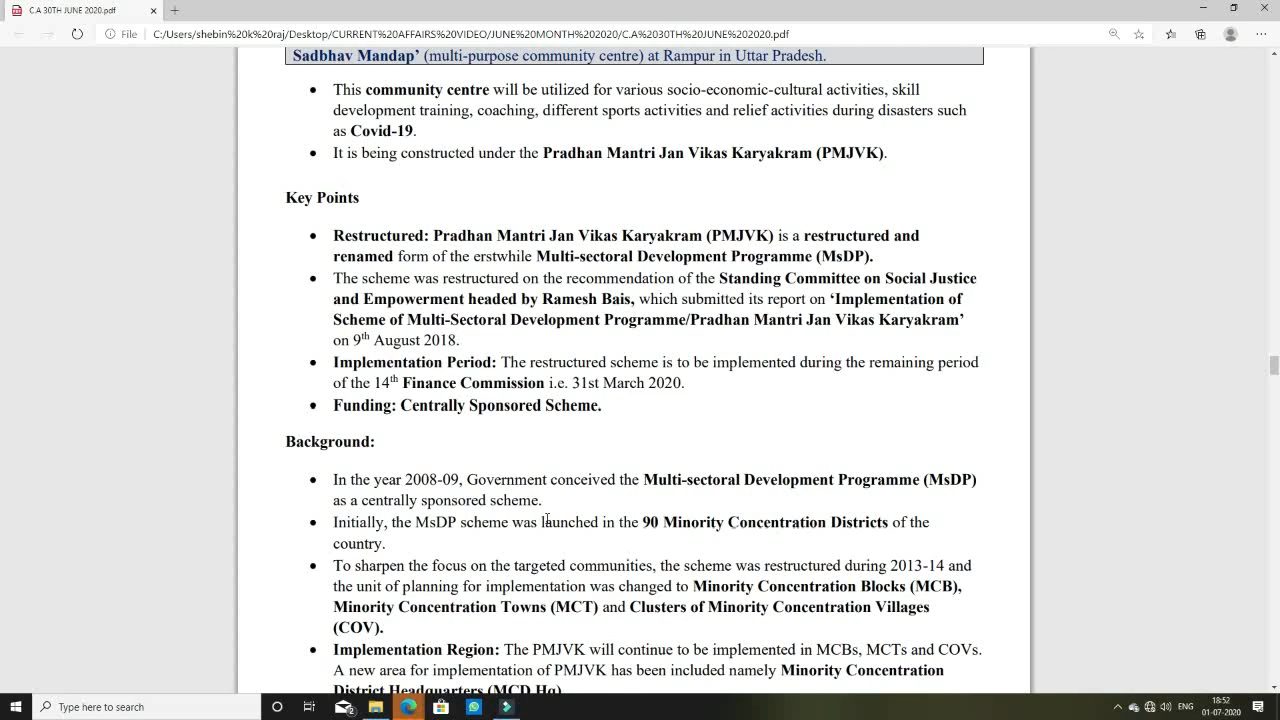 C.A 30TH JUNE 2020.pdf
File C:/Users/shebin%20k%20raj/Desktop/CURRENT%20AFFAIRS%20VIDEO/JUNE%20MONTH%202020/C.A%2030TH%20JUNE%202020.pdf
Sadbhav Mandap’ (multi-purpose community centre) at Rampur in Uttar Pradesh.
• This community centre will be utilized for various socio-economic-cultural activities, skill
development training, coaching, different sports activities and relief activities during disasters such
as Covid-19.
• It is being constructed under the Pradhan Mantri Jan Vikas Karyakram (PMJVK).
Key Points
• Restructured: Pradhan Mantri Jan Vikas Karyakram (PMJVK) is a restructured and
renamed form of the erstwhile Multi-sectoral Development Programme (MsDP).
• The scheme was restructured on the recommendation of the Standing Committee on Social Justice
and Empowerment headed by Ramesh Bais, which submitted its report on ‘Implementation of
Scheme of Multi-Sectoral Development Programme/Pradhan Mantri Jan Vikas Karyakram’
on 9th August 2018.
• Implementation Period: The restructured scheme is to be implemented during the remaining period
of the 14th Finance Commission i.e. 31st March 2020.
• Funding: Centrally Sponsored Scheme.
Background:
• In the year 2008-09, Government conceived the Multi-sectoral Development Programme (MsDP)
as a centrally sponsored scheme.
• Initially, the MsDP scheme was launched in the 90 Minority Concentration Districts of the
country.
• To sharpen the focus on the targeted communities, the scheme was restructured during 2013-14 and
the unit of planning for implementation was changed to Minority Concentration Blocks (MCB),
Minority Concentration Towns (MCT) and Clusters of Minority Concentration Villages
(COV).
• Implementation Region: The PMJVK will continue to be implemented in MCBs, MCTs and COVs.
A new area for implementation of PMJVK has been included namely Minority Concentration
District Headquarters (MCD Hq)
Type here to search
2
ENG
18:52
01-07-2020